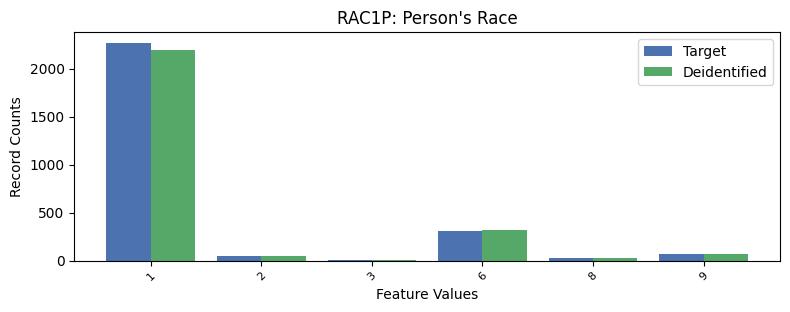 RAC1P: Person's Race
Target
Deidentified
Record Counts
2000
1500
1000
500
0
1 2 3 6 8 9
Feature Values